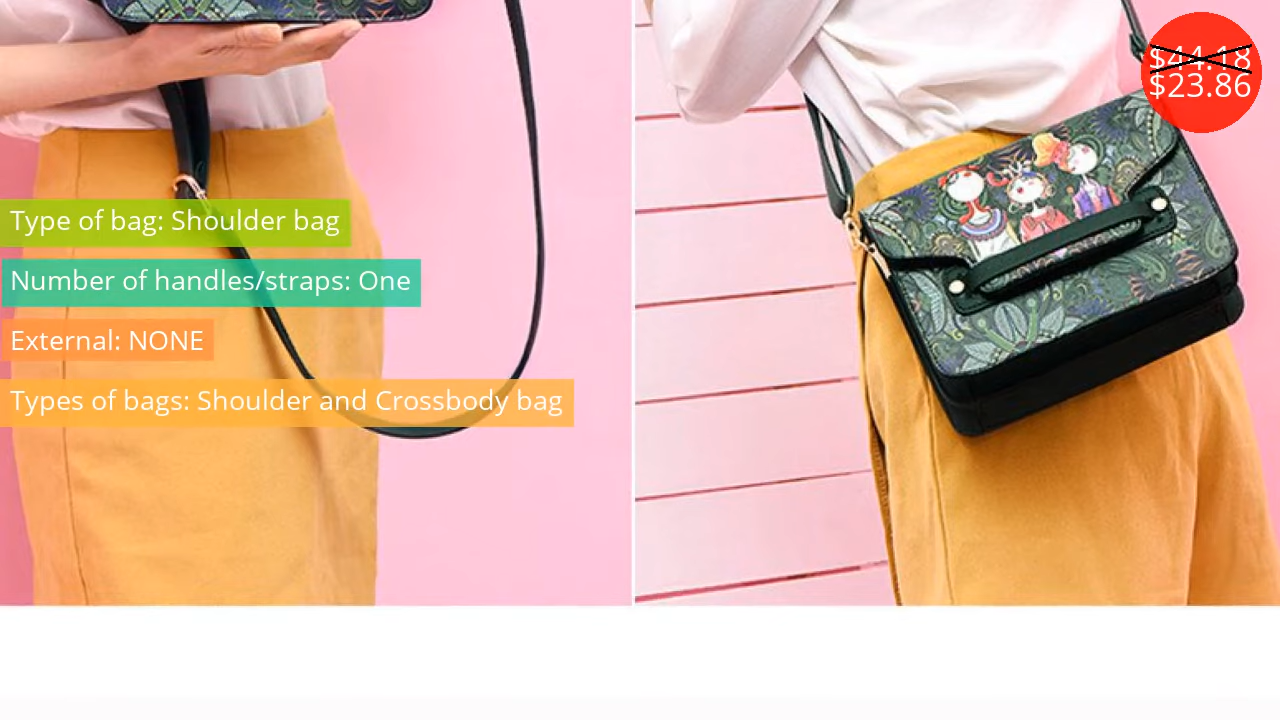 $44.18
$23.86
Type of bag: Shoulder bag
Number of handles/straps: One
External: NONE
Types of bags: Shoulder and Crossbody bag